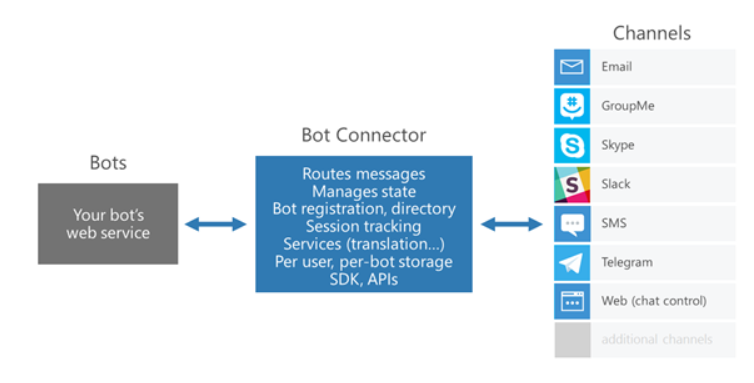 Channels
Email
GroupMe
Skype
Slack
SMS
Telegram
Web (chat control)
additional channels
Bot Connector
Routes messages
Manages state
Bot registration, directory
Session tracking
Services (translation...)
Per user, per-bot storage
SDK, APIs
Bots
Your bot's
web service